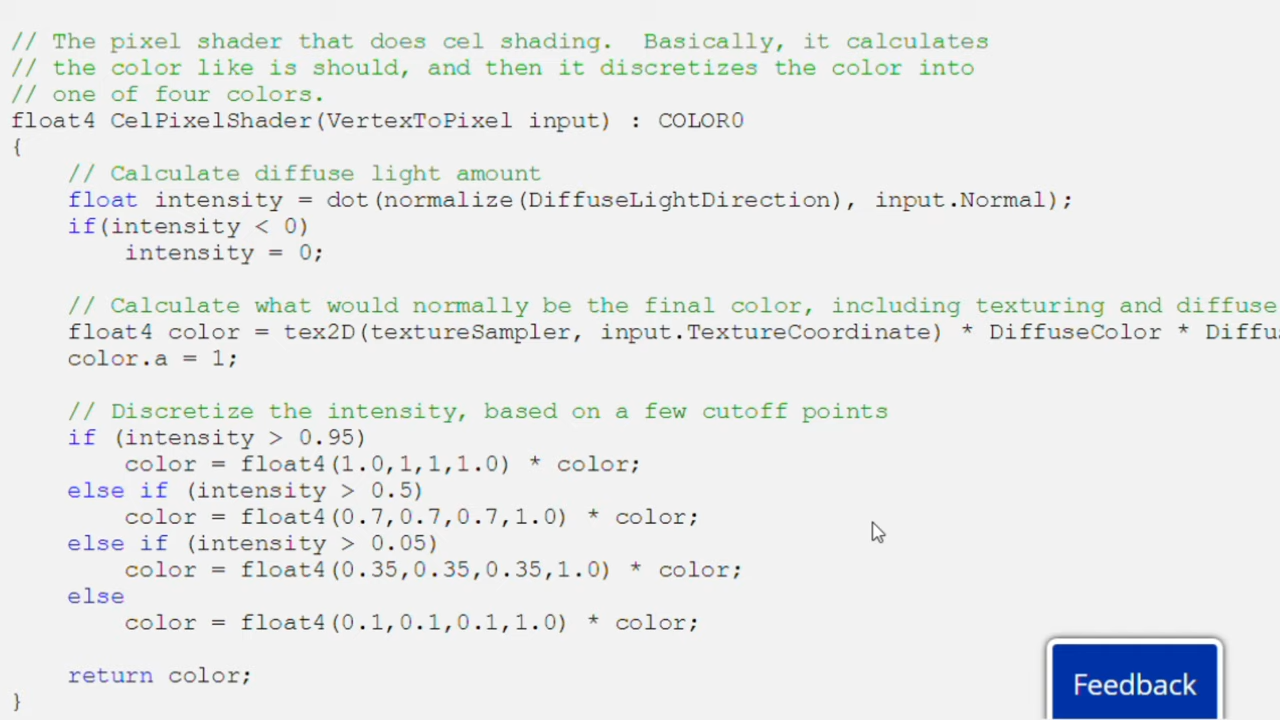 // The pixel shader that does cel shading.  Basically, it calculates
// the color like is should, and then it discretizes the color into
// one of four colors.
float4 CelPixelShader(VertexToPixel input) : COLOR0
{
    // Calculate diffuse light amount
    float intensity = dot(normalize(DiffuseLightDirection), input.Normal);
    if(intensity < 0)
        intensity = 0;

    // Calculate what would normally be the final color, including texturing and diffuse
    float4 color = tex2D(textureSampler, input.TextureCoordinate) * DiffuseColor *
    color.a = 1;

    // Discretize the intensity, based on a few cutoff points
    if (intensity > 0.95)
        color = float4(1.0,1,1,1.0) * color;
    else if (intensity > 0.5)
        color = float4(0.7,0.7,0.7,1.0) * color;
    else if (intensity > 0.05)
        color = float4(0.35,0.35,0.35,1.0) * color;
    else
        color = float4(0.1,0.1,0.1,1.0) * color;

    return color;
}
Feedback